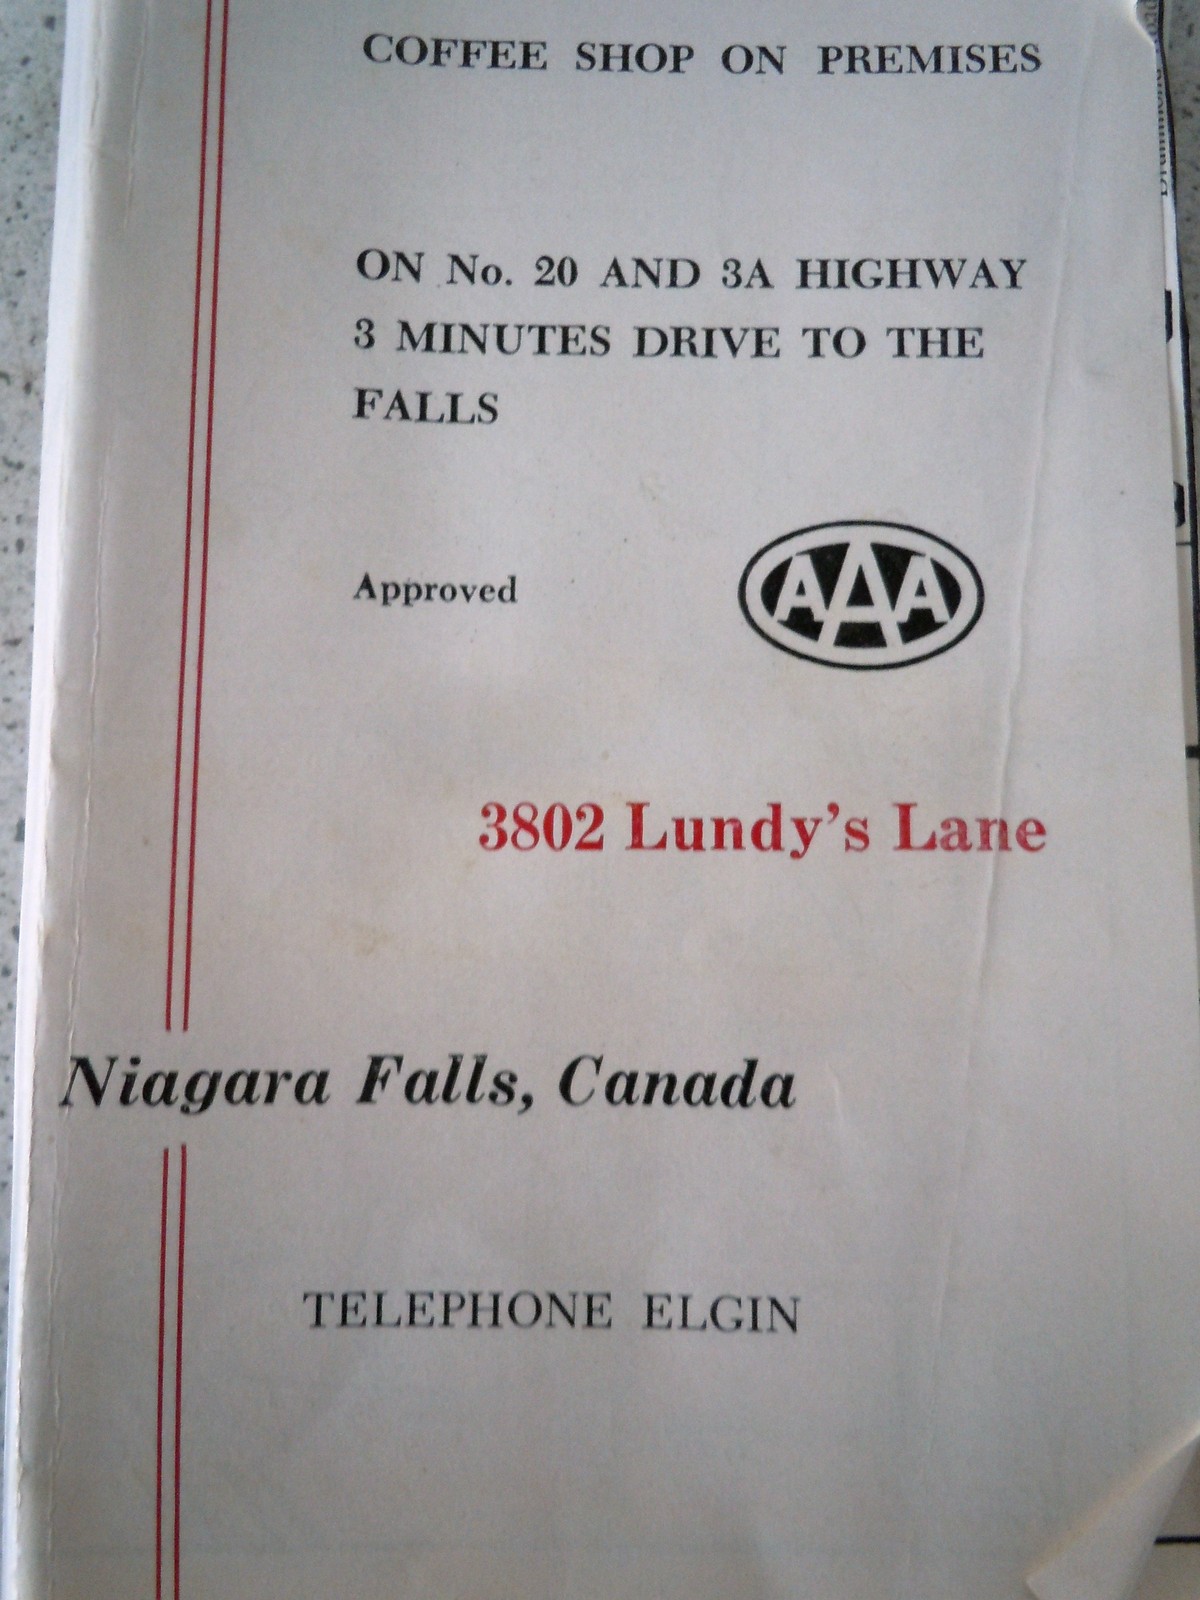 COFFEE SHOP ON PREMISES
ON No. 20 AND 3A HIGHWAY
3 MINUTES DRIVE TO THE
FALLS
Approved
AAA
3802 Lundy's Lane
Niagara Falls, Canada
TELEPHONE ELGIN